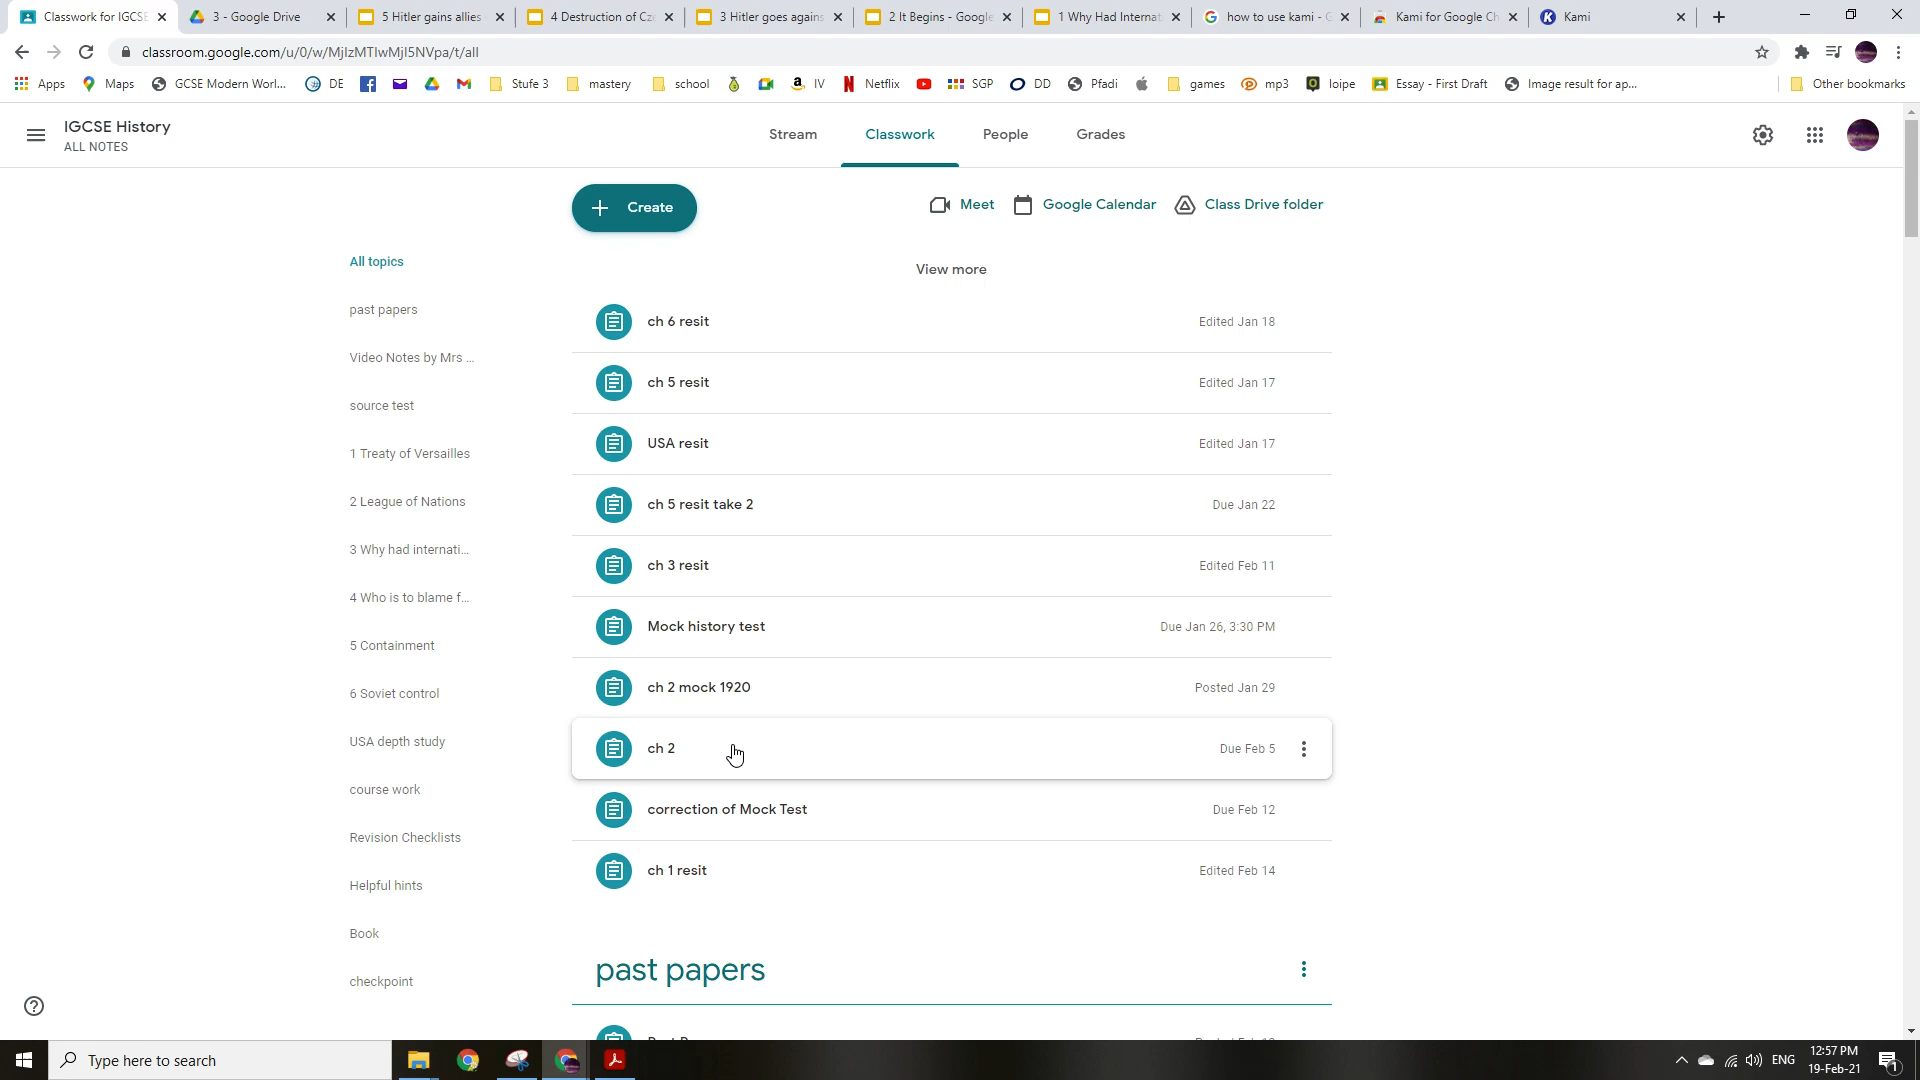 Classwork for IGCSE
3 - Google Drive
5 Hitler gains allies
4 Destruction of Cz
3 Hitler goes agains
2 It Begins - Google
1 Why Had Internat
how to use kami - G
Kami for Google Ch
Kami
classroom.google.com/u/0/w/MjIzMTIwMjI5NVpa/t/all
Apps
Maps
GCSE Modern Worl...
DE
Stufe 3
mastery
school
IV
Netflix
SGP
DD
Pfadi
games
mp3
loipe
Essay - First Draft
Image result for ap...
Other bookmarks
IGCSE History
ALL NOTES
Stream
Classwork
People
Grades
Create
Meet
Google Calendar
Class Drive folder
All topics
past papers
Video Notes by Mrs ...
source test
1 Treaty of Versailles
2 League of Nations
3 Why had internati...
4 Who is to blame f...
5 Containment
6 Soviet control
USA depth study
course work
Revision Checklists
Helpful hints
Book
checkpoint
View more
ch 6 resit
Edited Jan 18
ch 5 resit
Edited Jan 17
USA resit
Edited Jan 17
ch 5 resit take 2
Due Jan 22
ch 3 resit
Edited Feb 11
Mock history test
Due Jan 26, 3:30 PM
ch 2 mock 1920
Posted Jan 29
ch 2
Due Feb 5
correction of Mock Test
Due Feb 12
ch 1 resit
Edited Feb 14
past papers
Type here to search
ENG
12:57 PM
19-Feb-21
1